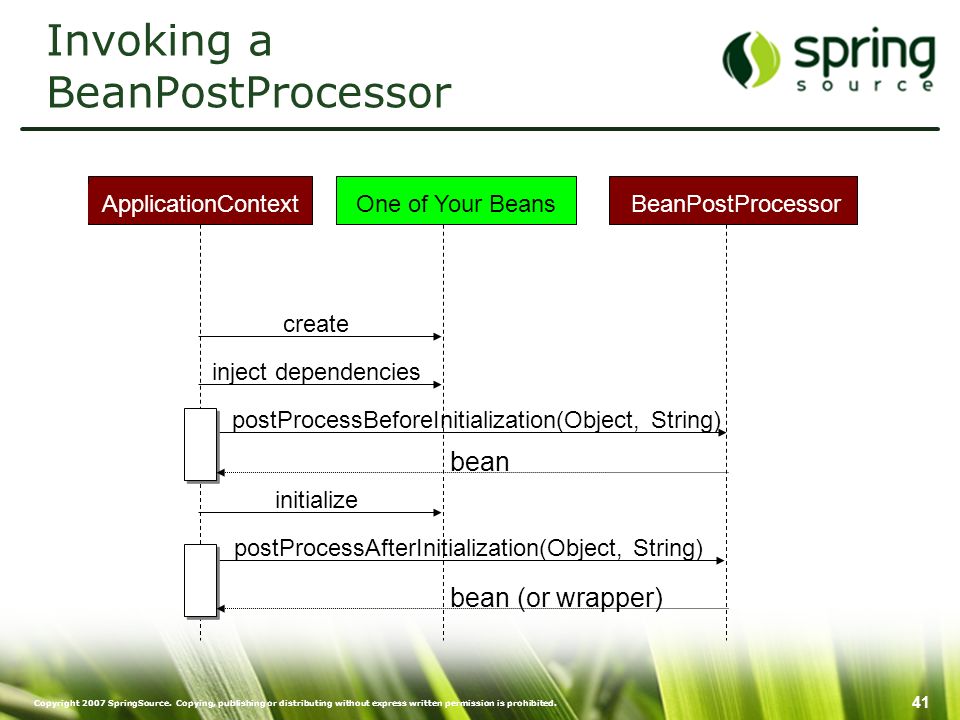 Invoking a
BeanPostProcessor
spring
source
ApplicationContext
One of Your Beans
BeanPostProcessor
create
inject dependencies
postProcessBeforeInitialization(Object, String)
bean
initialize
postProcessAfterInitialization(Object, String)
bean (or wrapper)
Copyright 2007 SpringSource. Copying, publishing or distributing without express written permission is prohibited.
41